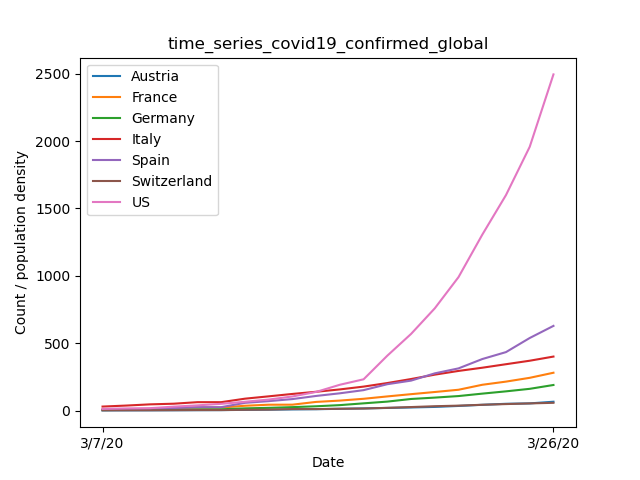 time_series_covid19_confirmed_global
Austria
France
Germany
Italy
Spain
Switzerland
US
Count / population density
2500
2000
1500
1000
500
0
3/7/20
3/26/20
Date